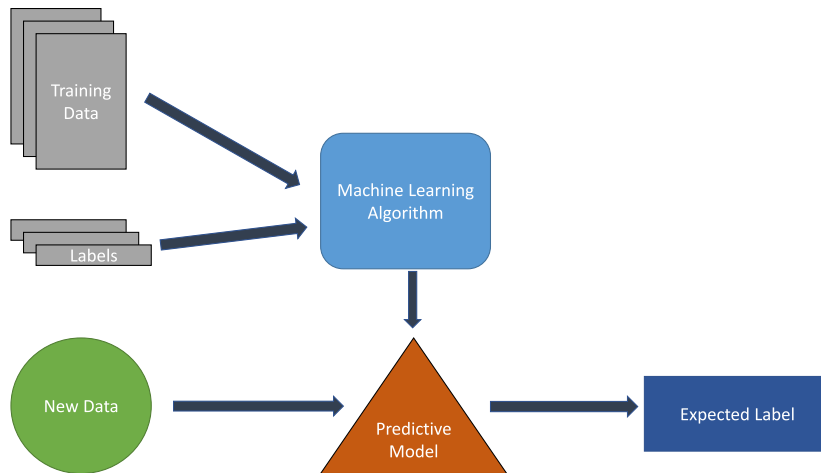 Training
Data
Machine Learning
Algorithm
Labels
New Data
Predictive
Model
Expected Label